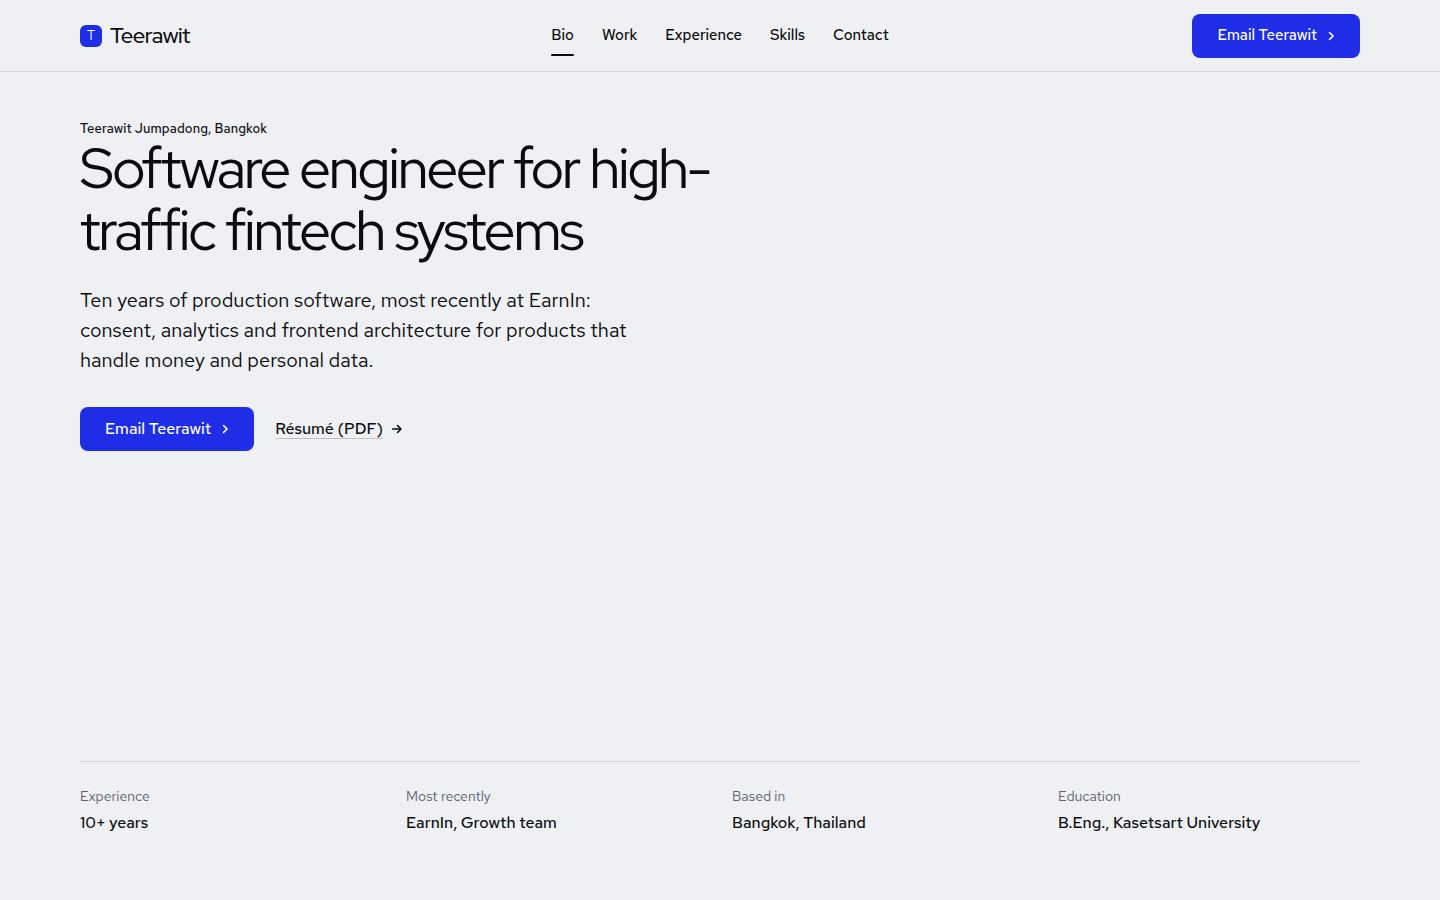 T Teerawit
Bio Work Experience Skills Contact
Email Teerawit
Teerawit Jumpadong, Bangkok
Software engineer for high-
traffic fintech systems
Ten years of production software, most recently at EarnIn:
consent, analytics and frontend architecture for products that
handle money and personal data.
Email Teerawit
Résumé (PDF) →
Experience
10+ years
Most recently
EarnIn, Growth team
Based in
Bangkok, Thailand
Education
B.Eng., Kasetsart University